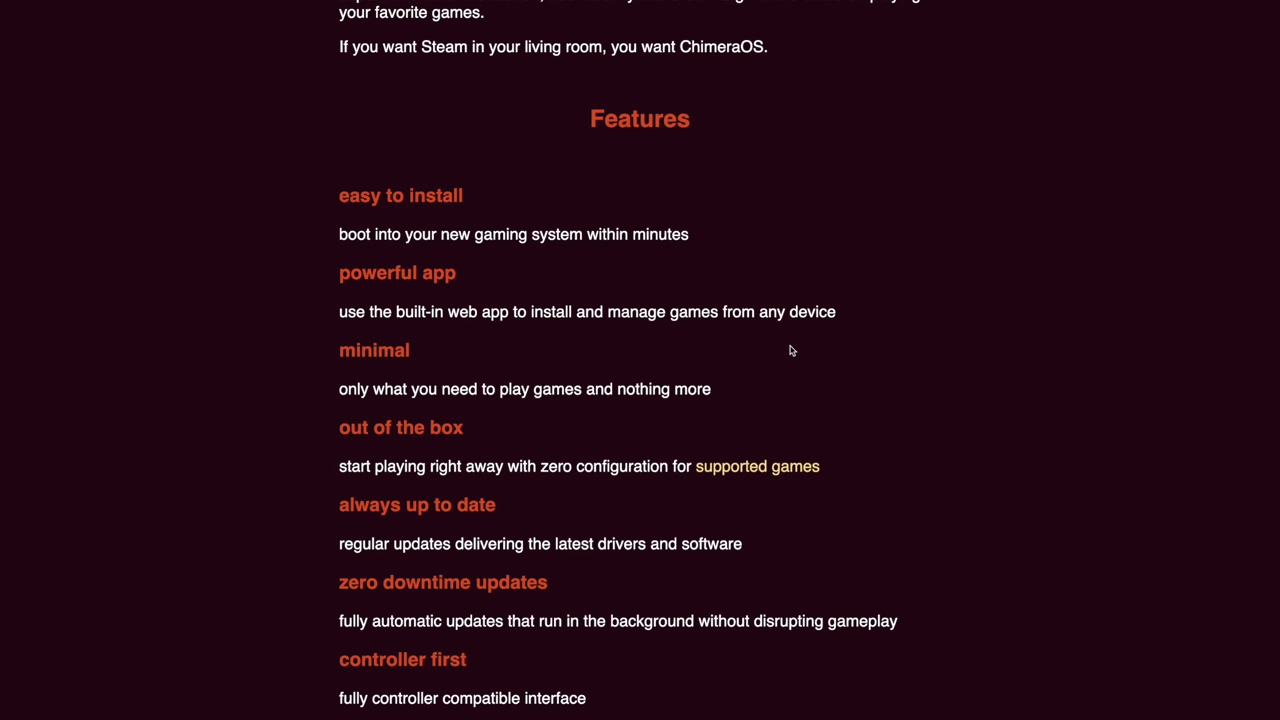 your favorite games.
If you want Steam in your living room, you want ChimeraOS.
Features
easy to install
boot into your new gaming system within minutes
powerful app
use the built-in web app to install and manage games from any device
minimal
only what you need to play games and nothing more
out of the box
start playing right away with zero configuration for supported games
always up to date
regular updates delivering the latest drivers and software
zero downtime updates
fully automatic updates that run in the background without disrupting gameplay
controller first
fully controller compatible interface